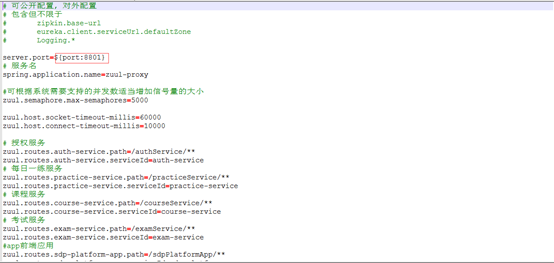 # 可公开配置，对外配置
# 包含但不限于
#       zipkin.base-url
#       eureka.client.serviceUrl.defaultZone
#       Logging.*
server.port=${port:8801}
# 服务名
spring.application.name=zuul-proxy
#可根据系统需要支持的并发数适当增加信号量的大小
zuul.semaphore.max-semaphores=5000
zuul.host.socket-timeout-millis=60000
zuul.host.connect-timeout-millis=10000
# 授权服务
zuul.routes.auth-service.path=/authService/**
zuul.routes.auth-service.serviceId=auth-service
# 每日一练服务
zuul.routes.practice-service.path=/practiceService/**
zuul.routes.practice-service.serviceId=practice-service
# 课程服务
zuul.routes.course-service.path=/courseService/**
zuul.routes.course-service.serviceId=course-service
# 考试服务
zuul.routes.exam-service.path=/examService/**
zuul.routes.exam-service.serviceId=exam-service
#app前端应用
zuul.routes.sdp-platform-app.path=/sdpPlatformApp/**